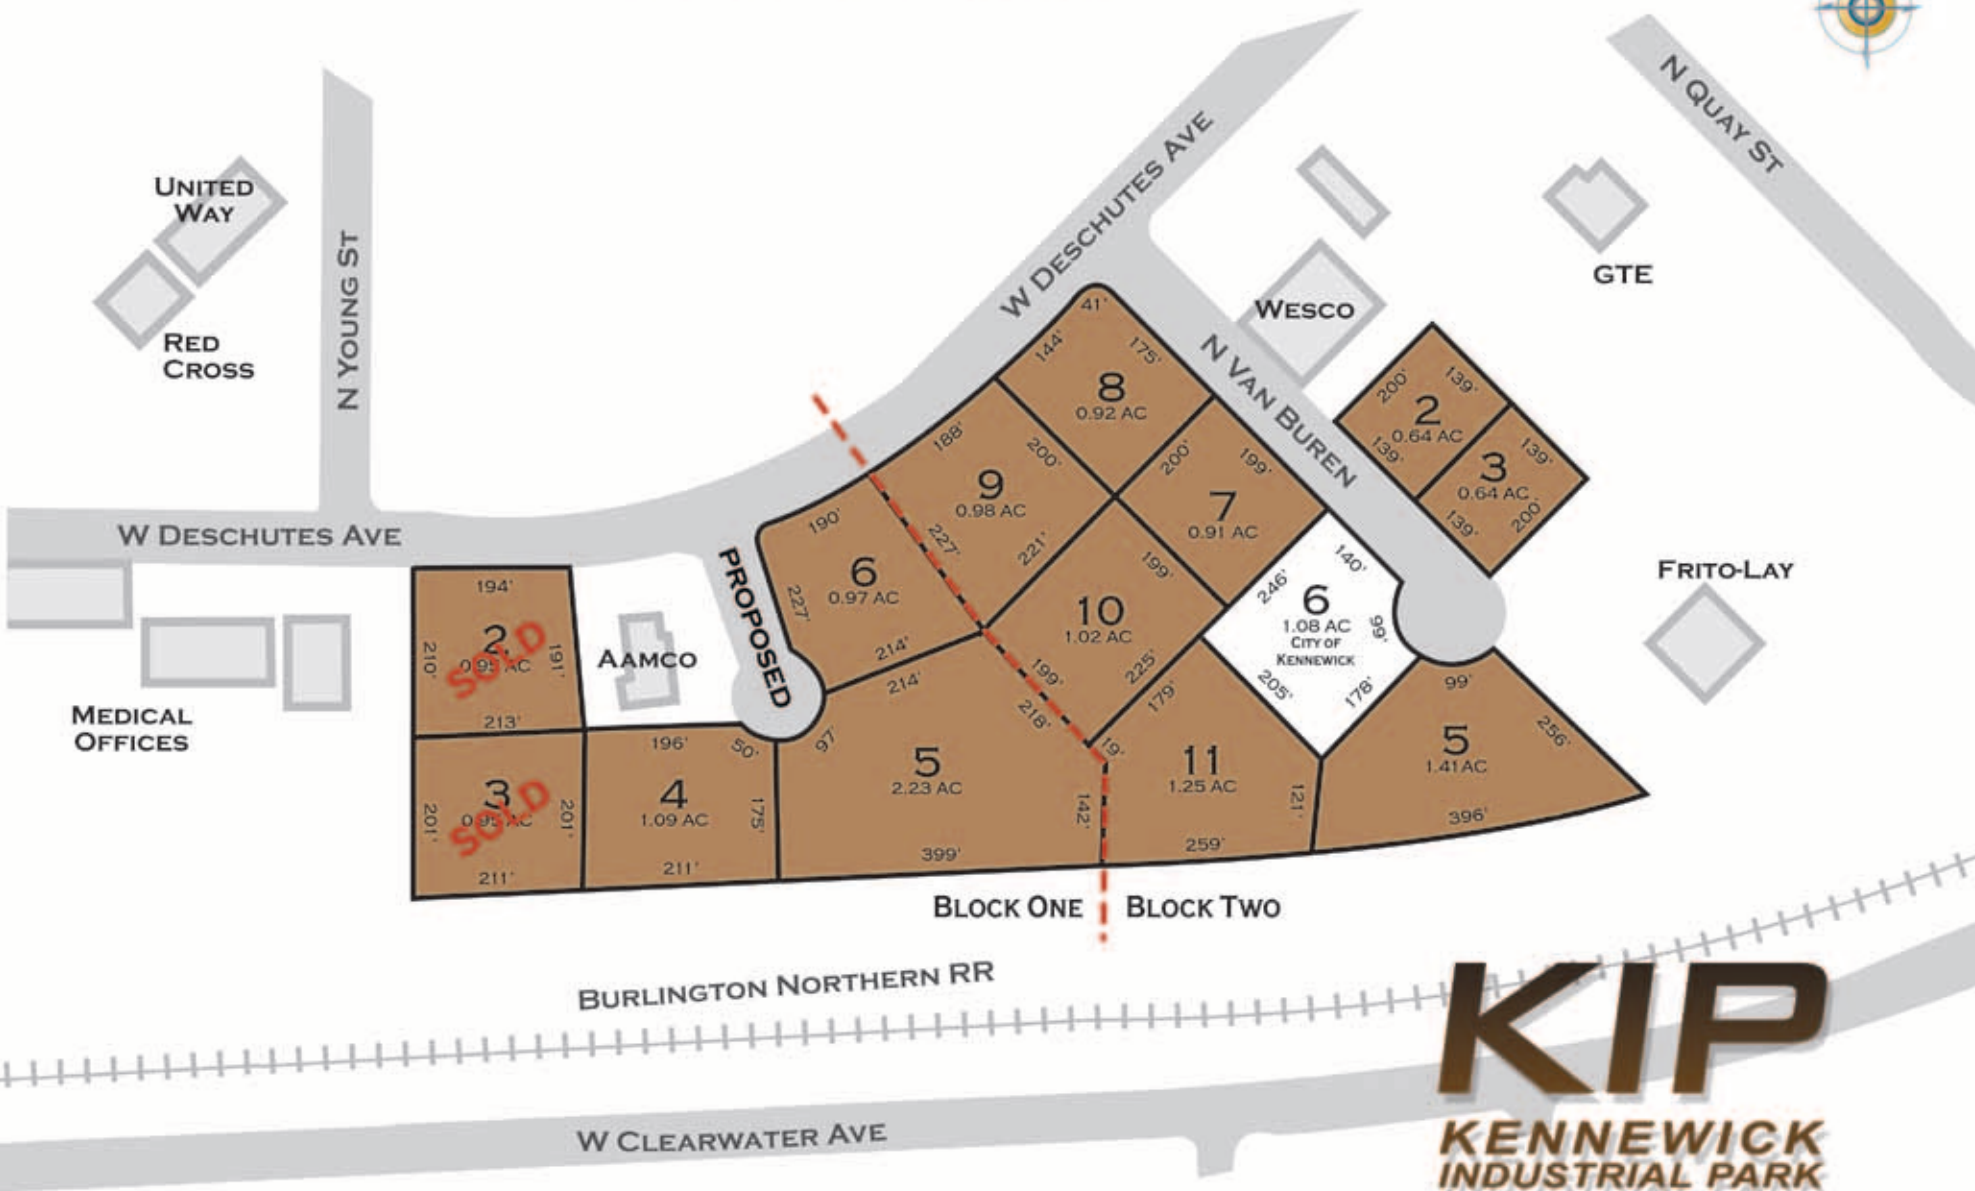 N QUAY ST
W DESCHUTES AVE
UNITED
WAY
GTE
N YOUNG ST
41'
WESCO
RED
CROSS
144'
175'
N VAN BUREN
8
0.92 AC
200'
139'
2
0.64 AC
139'
188'
200'
200'
199'
139'
3
0.64 AC
139'
200'
9
0.98 AC
7
0.91 AC
W DESCHUTES AVE
PROPOSED
190'
227'
221'
6
0.97 AC
227'
199'
246'
140'
FRITO-LAY
194'
10
1.02 AC
6
1.08 AC
CITY OF
KENNEWICK
99'
2
0.95 AC
SOLD
210'
191'
AAMCO
214'
214'
199'
225'
205'
178'
99'
MEDICAL
OFFICES
213'
196'
50'
97'
218'
179'
19'
256'
3
0.95 AC
SOLD
201'
201'
4
1.09 AC
175'
5
2.23 AC
142'
11
1.25 AC
121'
5
1.41 AC
396'
211'
211'
399'
259'
BLOCK ONE
BLOCK TWO
BURLINGTON NORTHERN RR
KIP
W CLEARWATER AVE
KENNEWICK
INDUSTRIAL PARK